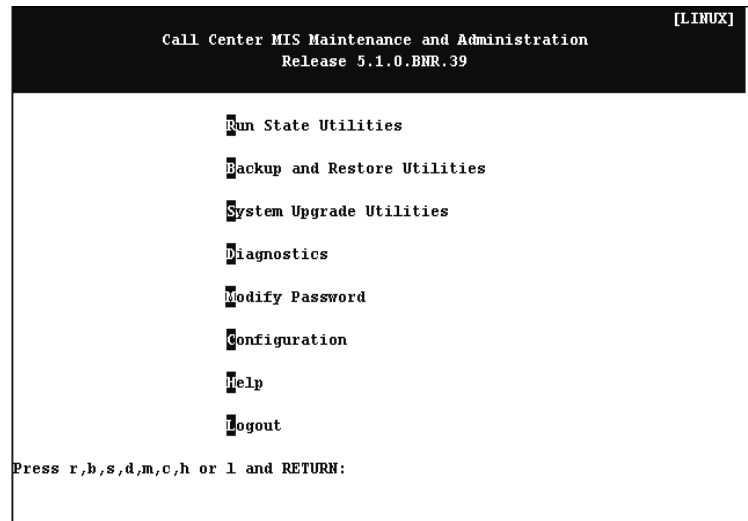 [LINUX]
Call Center MIS Maintenance and Administration
Release 5.1.0.BNR.39
Run State Utilities
Backup and Restore Utilities
System Upgrade Utilities
Diagnostics
Modify Password
Configuration
Help
Logout
Press r,b,s,d,m,c,h or l and RETURN: